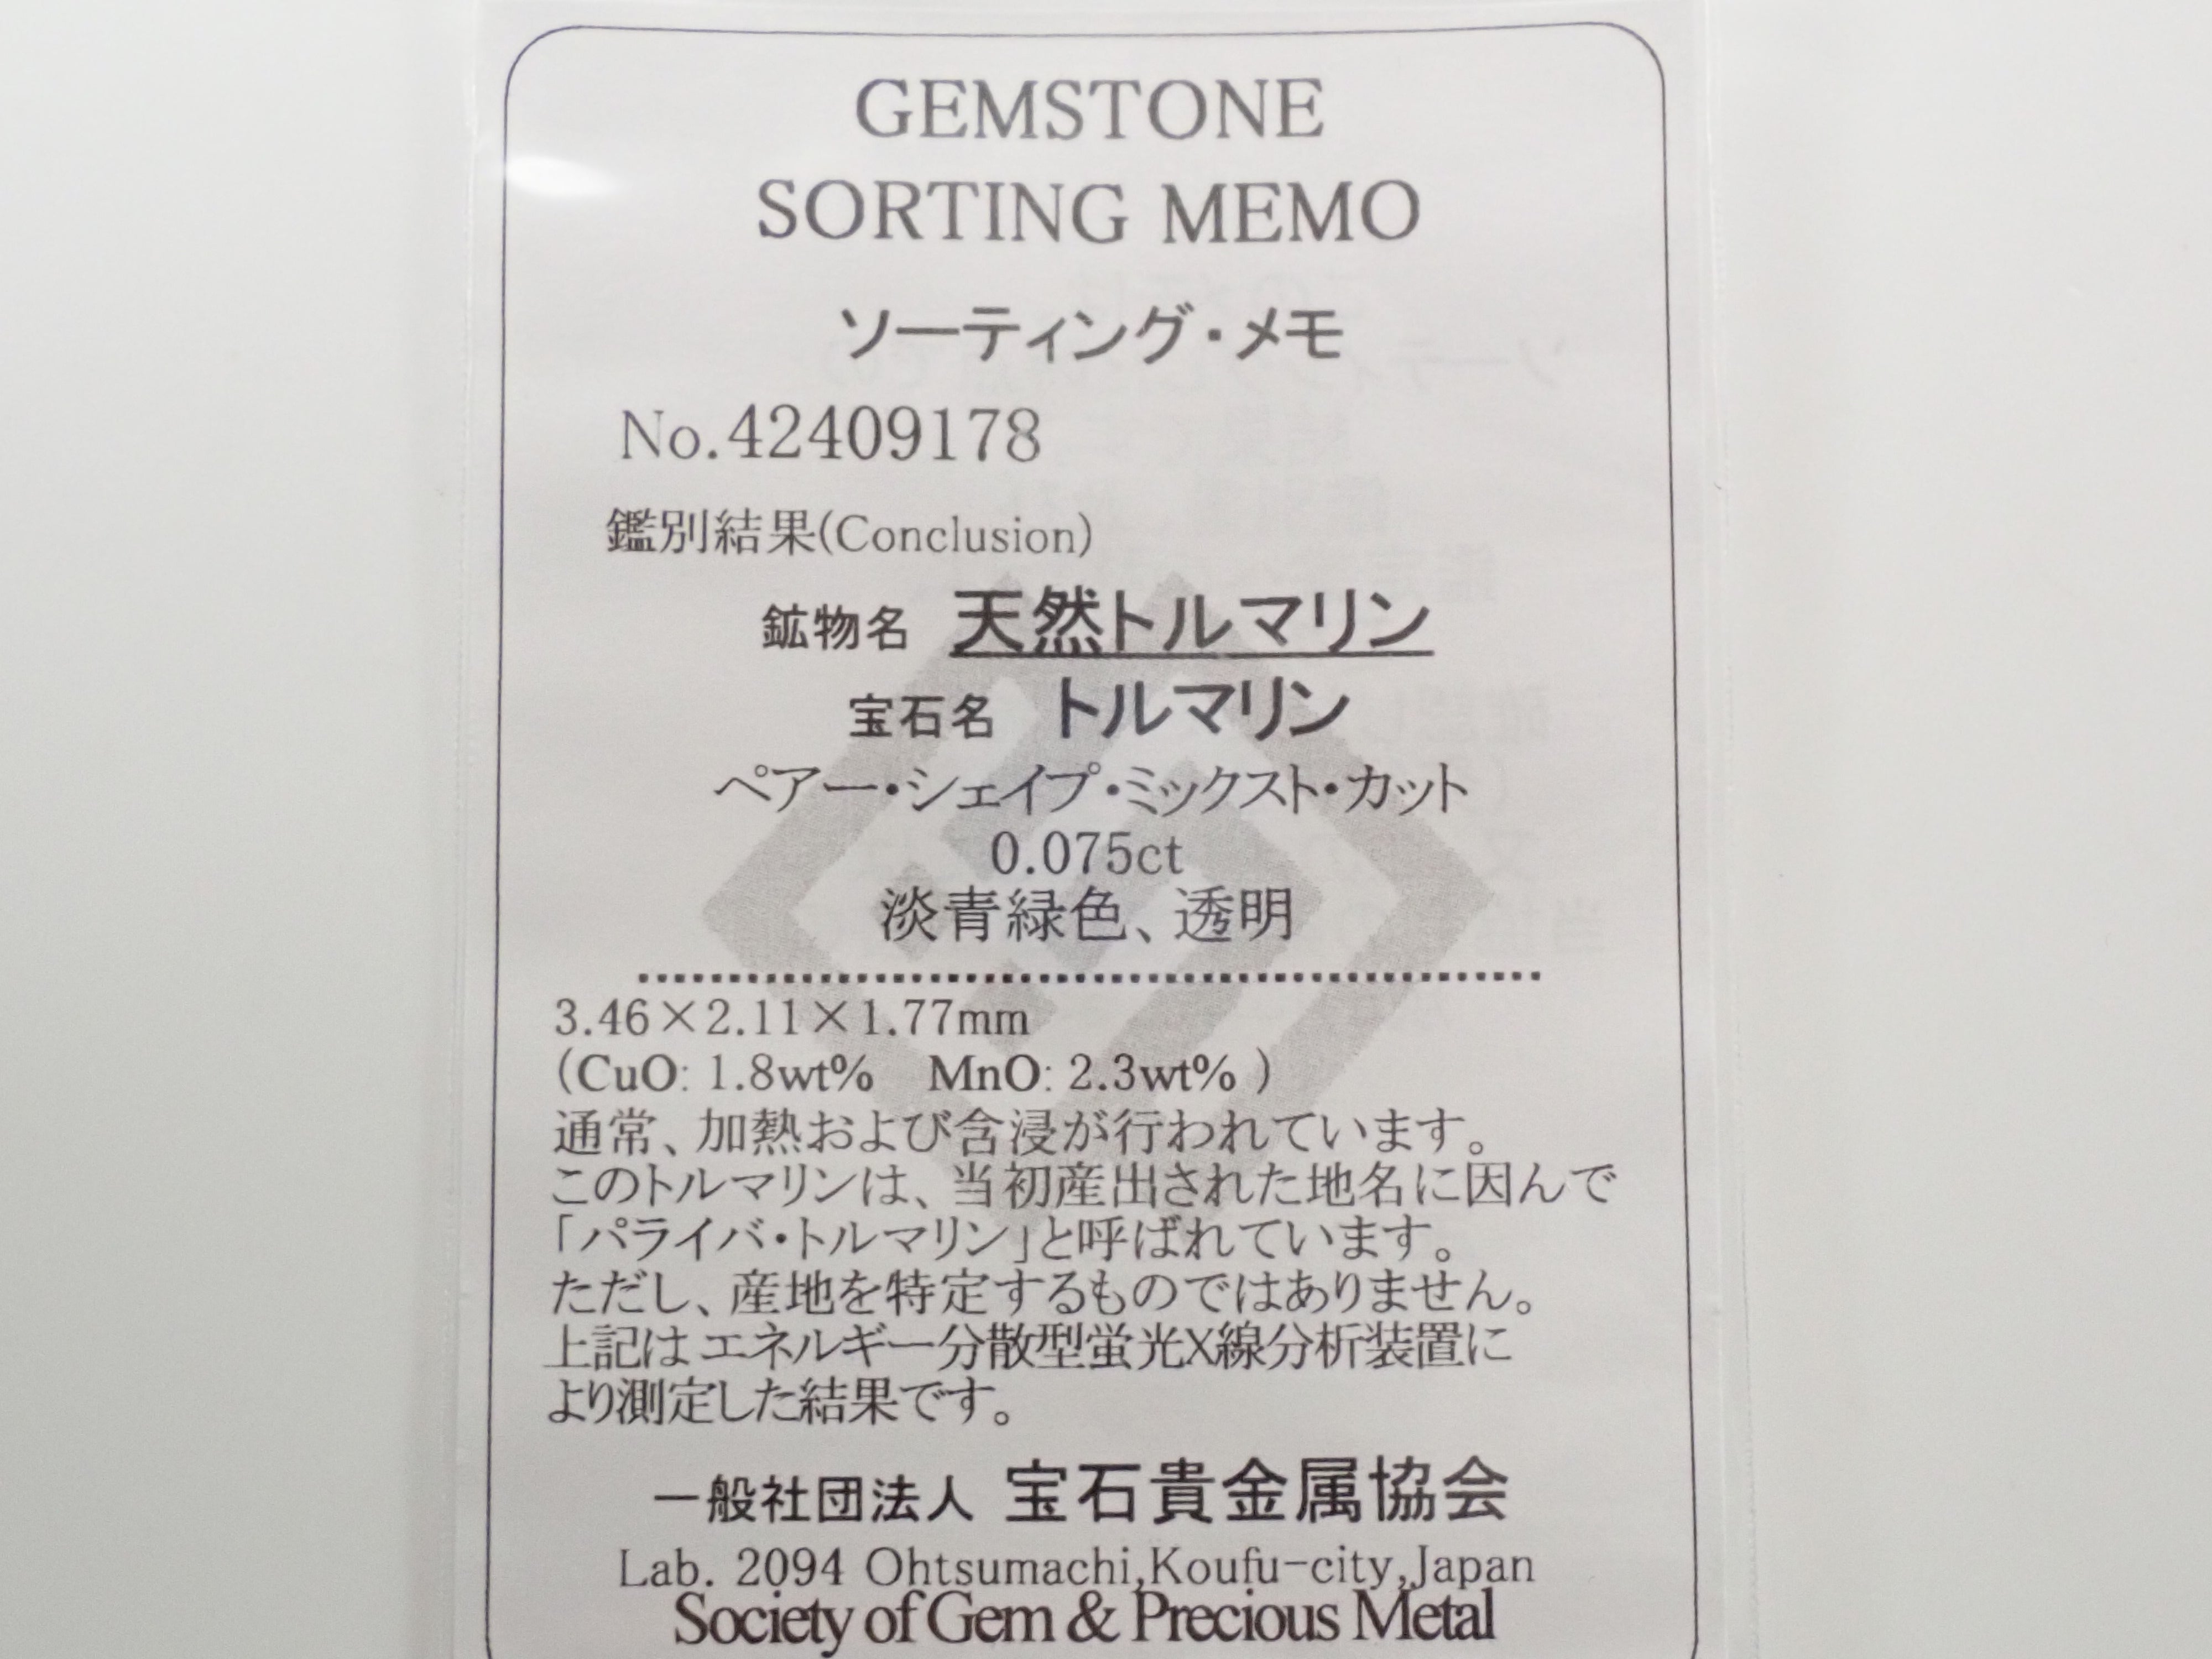 GEMSTONE
SORTING MEMO
ソーティング・メモ
No.42409178
鑑別結果(Conclusion)
鉱物名 天然トルマリン
宝石名 トルマリン
ペアー・シェイプ・ミックスト・カット
0.075ct
淡青緑色、透明
3.46×2.11×1.77mm
(CuO: 1.8wt% MnO: 2.3wt% )
通常、加熱および含浸が行われています。
このトルマリンは、当初産出された地名に因んで
「パライバ・トルマリン」と呼ばれています。
ただし、産地を特定するものではありません。
上記はエネルギー分散型蛍光X線分析装置に
より測定した結果です。
一般社団法人 宝石貴金属協会
Lab. 2094 Ohtsumachi,Koufu-city,Japan
Society of Gem & Precious Metal